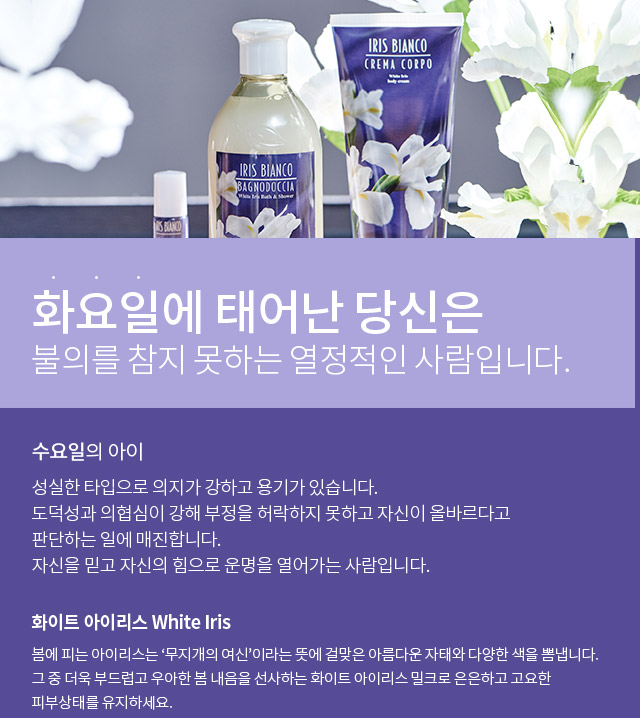 IRIS BIANCO
CREMA CORPO
White Iris
body cream
IRIS BIANCO
BAGNODOCCIA
White Iris Bath & Shower
IRIS BIANCO
화요일에 태어난 당신은
불의를 참지 못하는 열정적인 사람입니다.
수요일의 아이
성실한 타입으로 의지가 강하고 용기가 있습니다.
도덕성과 의협심이 강해 부정을 허락하지 못하고 자신이 올바르다고
판단하는 일에 매진합니다.
자신을 믿고 자신의 힘으로 운명을 열어가는 사람입니다.
화이트 아이리스 White Iris
봄에 피는 아이리스는 ‘무지개의 여신’이라는 뜻에 걸맞은 아름다운 자태와 다양한 색을 뽐냅니다.
그 중 더욱 부드럽고 우아한 봄 내음을 선사하는 화이트 아이리스 밀크로 은은하고 고요한
피부상태를 유지하세요.